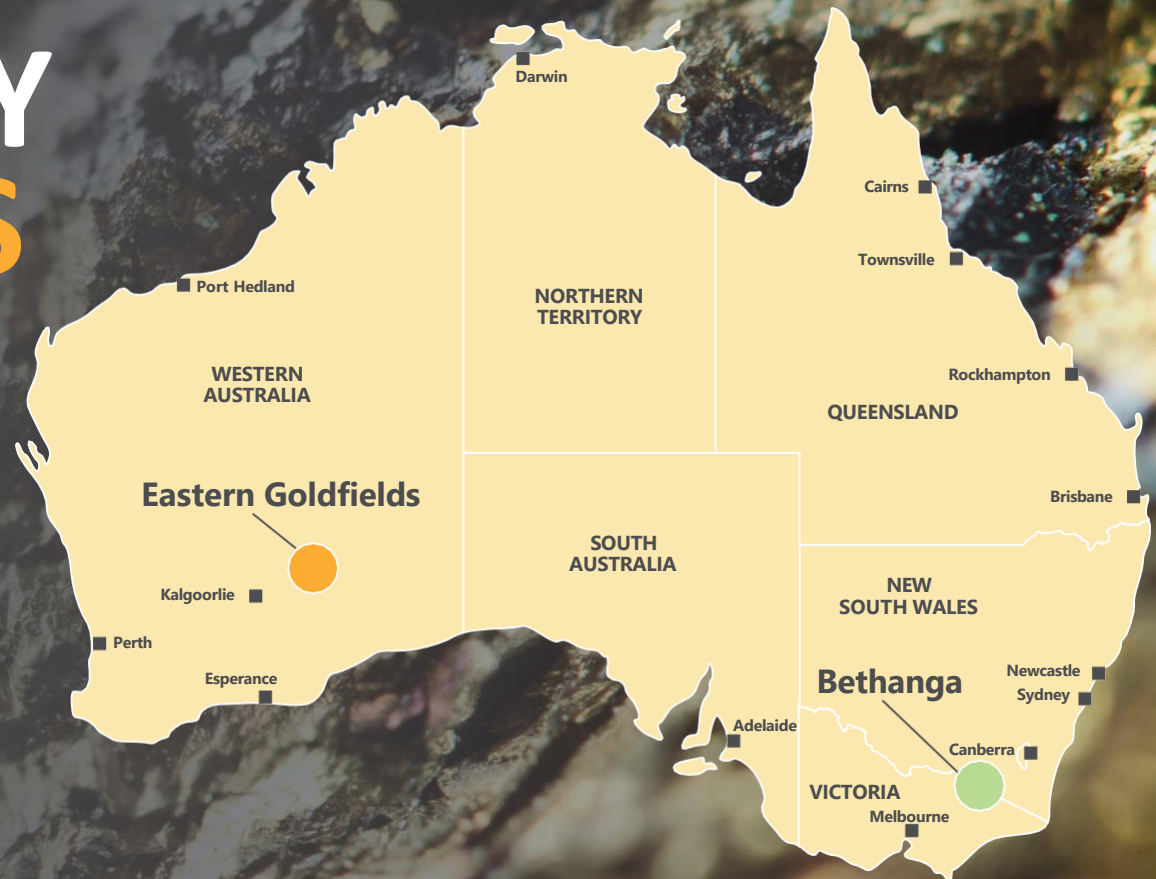 Y
S
Darwin
Cairns
Townsville
Port Hedland
NORTHERN
TERRITORY
WESTERN
AUSTRALIA
Rockhampton
QUEENSLAND
Eastern Goldfields
Brisbane
SOUTH
AUSTRALIA
NEW
SOUTH WALES
Kalgoorlie
Perth
Esperance
Newcastle
Bethanga
Sydney
Adelaide
Canberra
VICTORIA
Melbourne